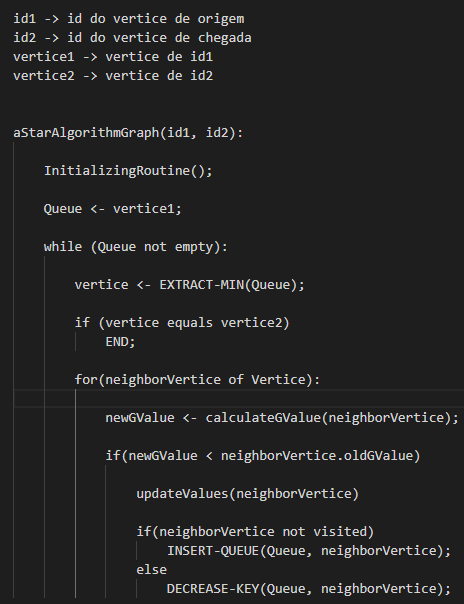 id1 -> id do vertice de origem
id2 -> id do vertice de chegada
vertice1 -> vertice de id1
vertice2 -> vertice de id2
aStarAlgorithmGraph(id1, id2):
InitializingRoutine();
Queue <- vertice1;
while (Queue not empty):
vertice <- EXTRACT-MIN(Queue);
if (vertice equals vertice2)
END;
for(neighborVertice of Vertice):
newGValue <- calculateGValue(neighborVertice);
if(newGValue < neighborVertice.oldGValue)
updateValues(neighborVertice)
if(neighborVertice not visited)
INSERT-QUEUE(Queue, neighborVertice);
else
DECREASE-KEY(Queue, neighborVertice);